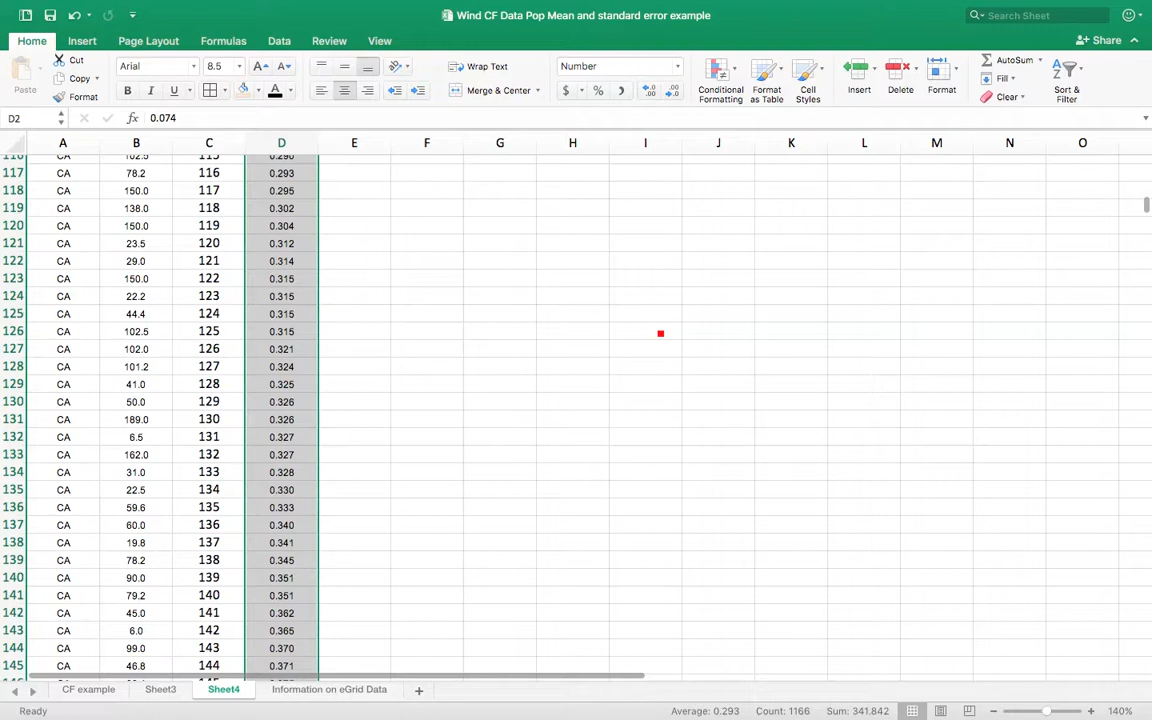 Wind CF Data Pop Mean and standard error example
Search Sheet
Home Insert Page Layout Formulas Data Review View
Share
Paste
Cut
Copy
Format
Arial 8.5
B I U A
Wrap Text
Merge & Center
Number
$ % )
Conditional Formatting
Format as Table
Cell Styles
Insert
Delete
Format
AutoSum
Fill
Clear
Sort & Filter
D2 fx 0.074
A B C D E F G H I J K L M N O
116 CA 102.5 115 0.290
117 CA 78.2 116 0.293
118 CA 150.0 117 0.295
119 CA 138.0 118 0.302
120 CA 150.0 119 0.304
121 CA 23.5 120 0.312
122 CA 29.0 121 0.314
123 CA 150.0 122 0.315
124 CA 22.2 123 0.315
125 CA 44.4 124 0.315
126 CA 102.5 125 0.315
127 CA 102.0 126 0.321
128 CA 101.2 127 0.324
129 CA 41.0 128 0.325
130 CA 50.0 129 0.326
131 CA 189.0 130 0.326
132 CA 6.5 131 0.327
133 CA 162.0 132 0.327
134 CA 31.0 133 0.328
135 CA 22.5 134 0.330
136 CA 59.6 135 0.333
137 CA 60.0 136 0.340
138 CA 19.8 137 0.341
139 CA 78.2 138 0.345
140 CA 90.0 139 0.351
141 CA 79.2 140 0.351
142 CA 45.0 141 0.362
143 CA 6.0 142 0.365
144 CA 99.0 143 0.370
145 CA 46.8 144 0.371
CF example Sheet3 Sheet4 Information on eGrid Data +
Ready Average: 0.293 Count: 1166 Sum: 341.842 140%